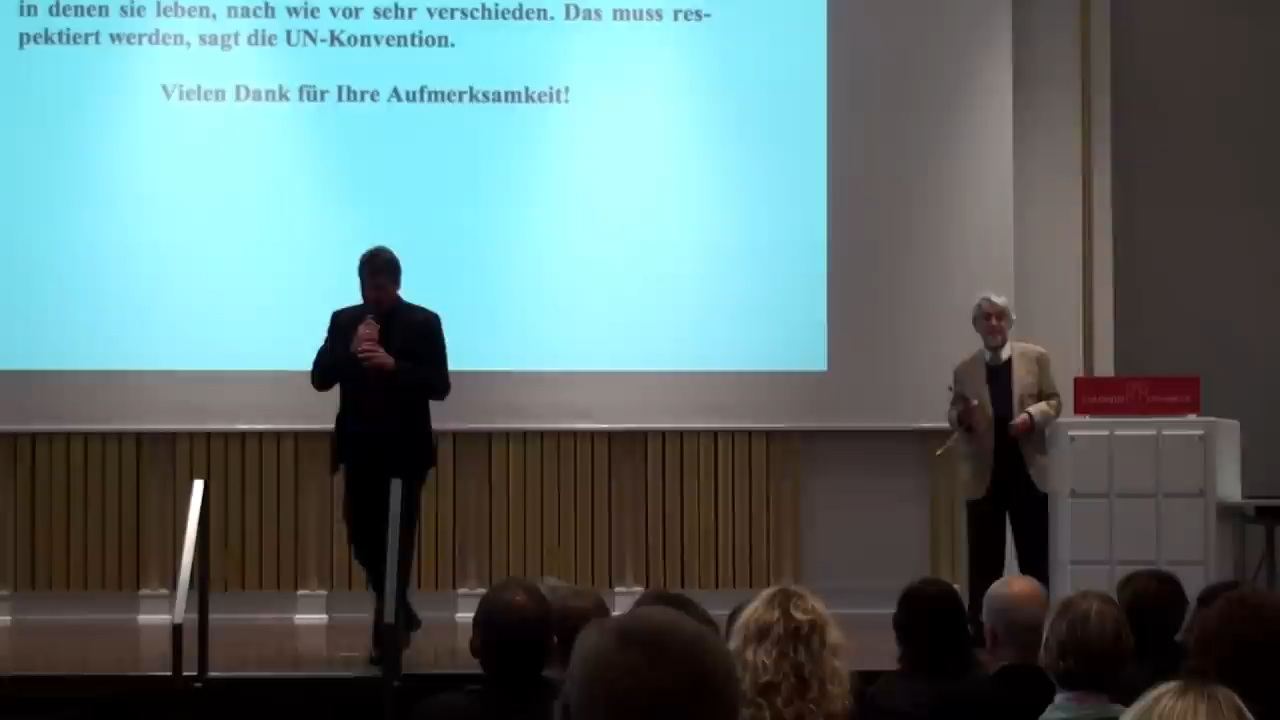 in denen sie leben, nach wie vor sehr verschieden. Das muss res-
pektiert werden, sagt die UN-Konvention.
Vielen Dank für Ihre Aufmerksamkeit!